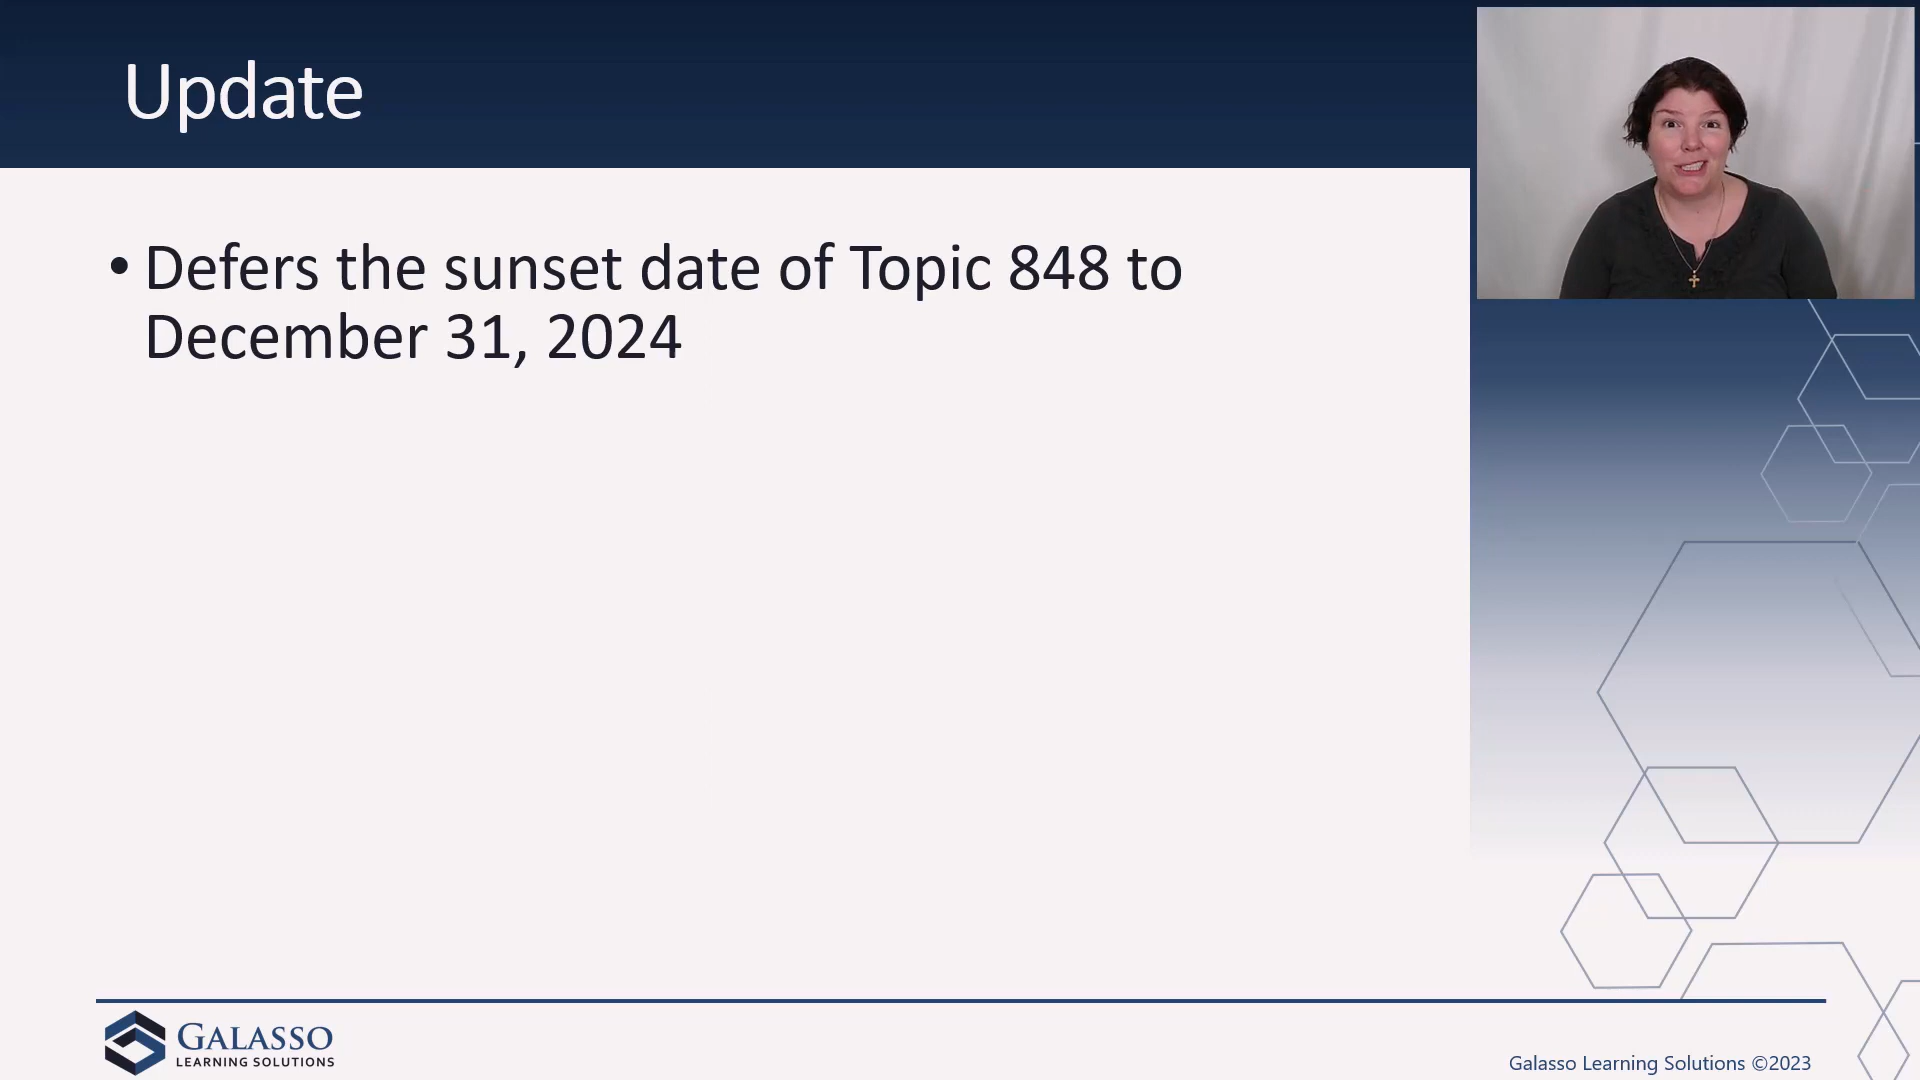 Update
• Defers the sunset date of Topic 848 to
December 31, 2024
GALASSO
LEARNING SOLUTIONS
Galasso Learning Solutions ©2023